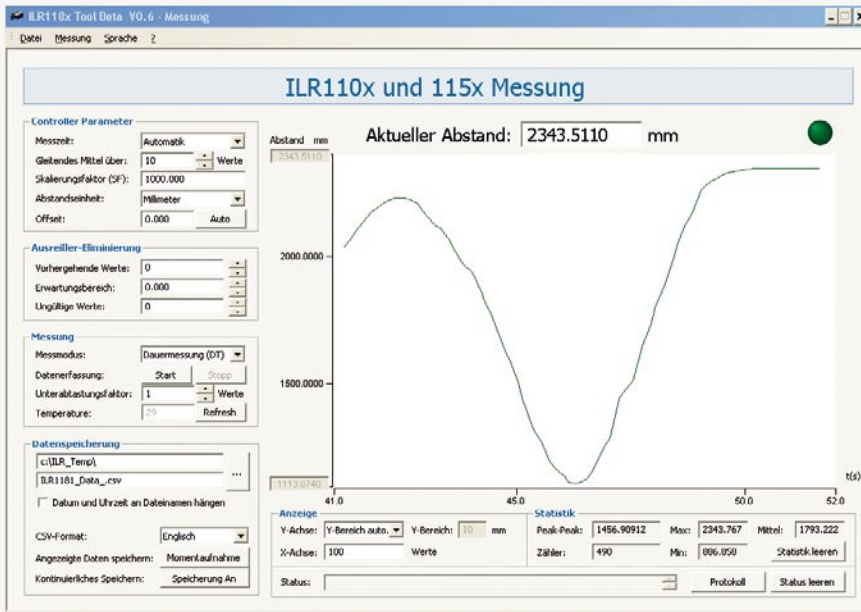 ILR118x Tool Beta V0.6 - Messung
Datei Messung Sprache ?
ILR110x und 115x Messung
Controller Parameter
Messzeit: Automatik
Gleitendes Mittel über: 10 Werte
Skalierungsfaktor (SF): 1000.000
Abstandseinheit: Milimeter
Offset: 0.000 Auto
Ausreißer-Eliminierung
Vorhergehende Werte: 0
Erwartungsbereich: 0.000
Ungültige Werte: 0
Messung
Messmodus: Dauermessung (DT)
Datenerfassung: Start Stopp
Unterabtastungsfaktor: 1 Werte
Temperature: 29 Refresh
Datenspeicherung
c:\ILR_Temp\
ILR1181_Data_.csv ...
Datum und Uhrzeit an Dateinamen hängen
CSV-Format: Englisch
Angezeigte Daten speichern: Momentaufnahme
Kontinuierliches Speichern: Speicherung An
Abstand mm Aktueller Abstand: 2343.5110 mm
2343.5110
2000.0000
1500.0000
1113.6740 t(s)
41.0 45.0 50.0 52.0
Anzeige
Y-Achse: Y-Bereich auto. Y-Bereich: 10 mm
X-Achse: 100 Werte
Statistik
Peak-Peak: 1456.90912 Max: 2343.767 Mittel: 1793.222
Zähler: 490 Min: 886.858 Statistik leeren
Status: Protokoll Status leeren